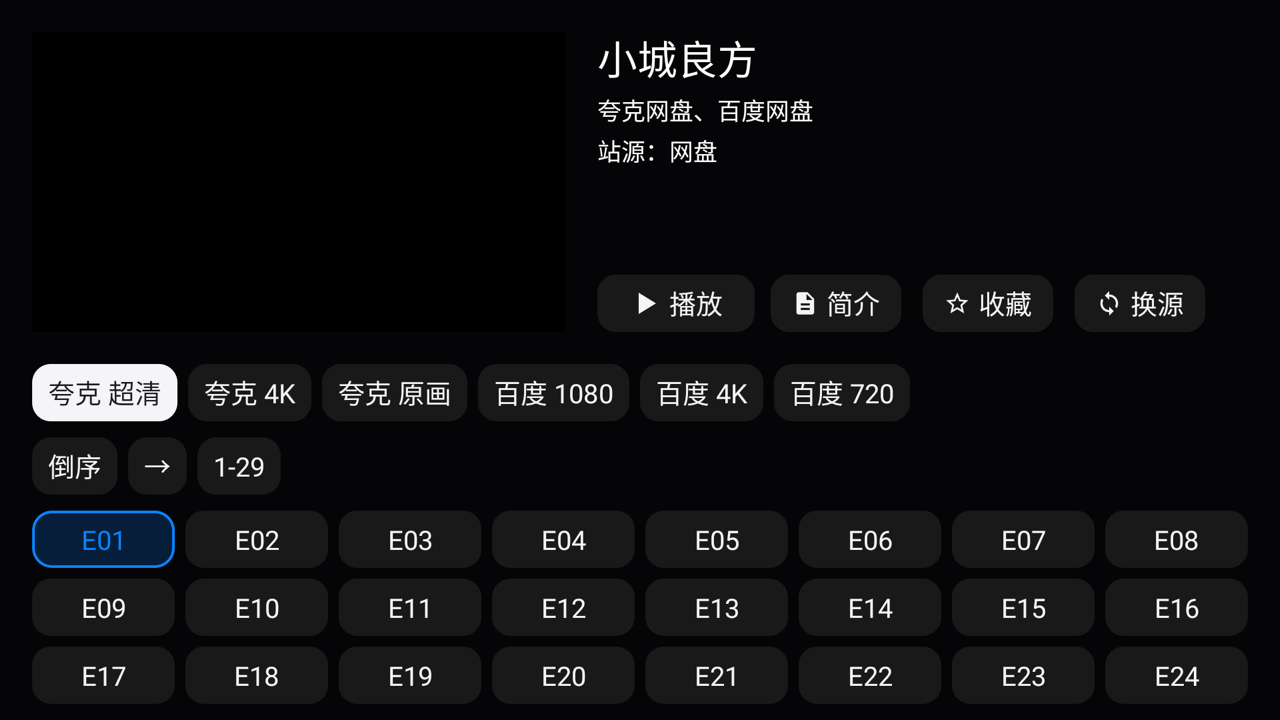 小城良方
夸克网盘、百度网盘
站源：网盘
播放 简介 收藏 换源
夸克 超清 夸克 4K 夸克 原画 百度 1080 百度 4K 百度 720
倒序 → 1-29
E01 E02 E03 E04 E05 E06 E07 E08
E09 E10 E11 E12 E13 E14 E15 E16
E17 E18 E19 E20 E21 E22 E23 E24